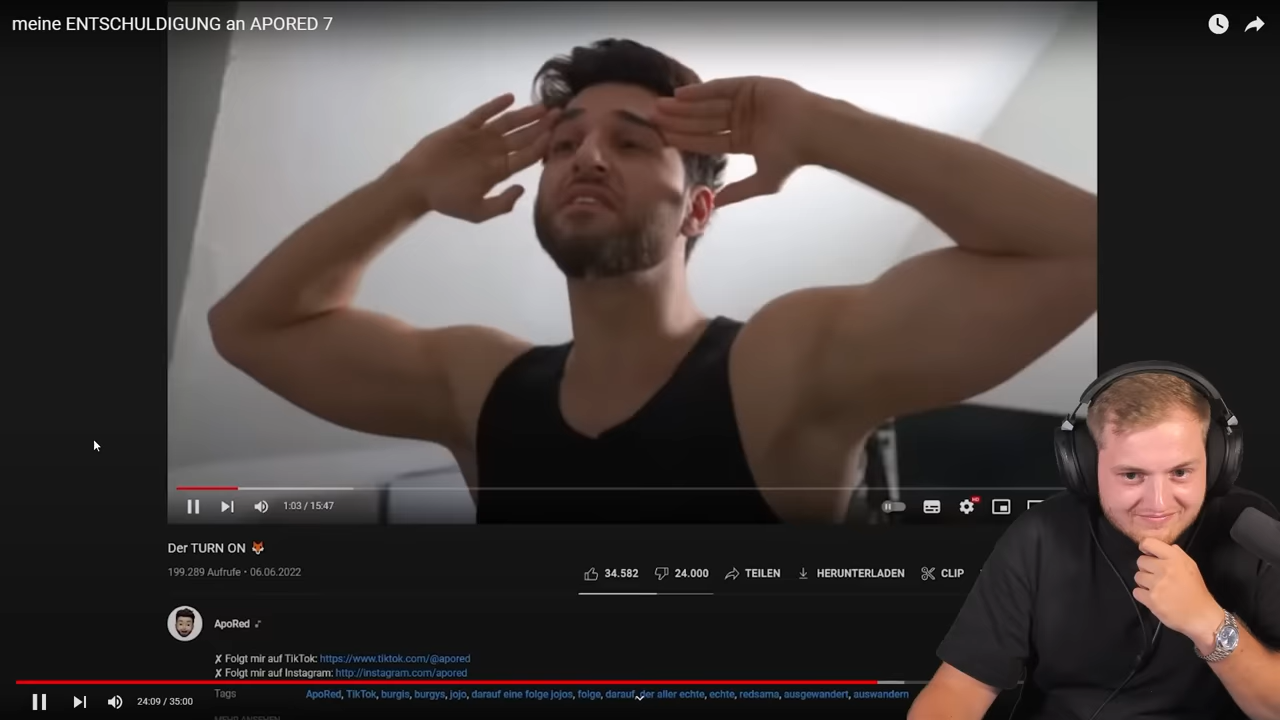 meine ENTSCHULDIGUNG an APORED 7
1:03 / 15:47
HD
Der TURN ON 🦊
199.289 Aufrufe • 06.06.2022
34.582
24.000
TEILEN
HERUNTERLADEN
CLIP
ApoRed
✗ Folgt mir auf TikTok: https://www.tiktok.com/@apored
✗ Folgt mir auf Instagram: http://instagram.com/apored
Tags
ApoRed, TikTok, burgis, burgys, jojo, darauf eine folge jojos, folge, darauf, der aller echte, echte, redsama, ausgewandert, auswandern
24:09 / 35:00
MEHR ANSEHEN